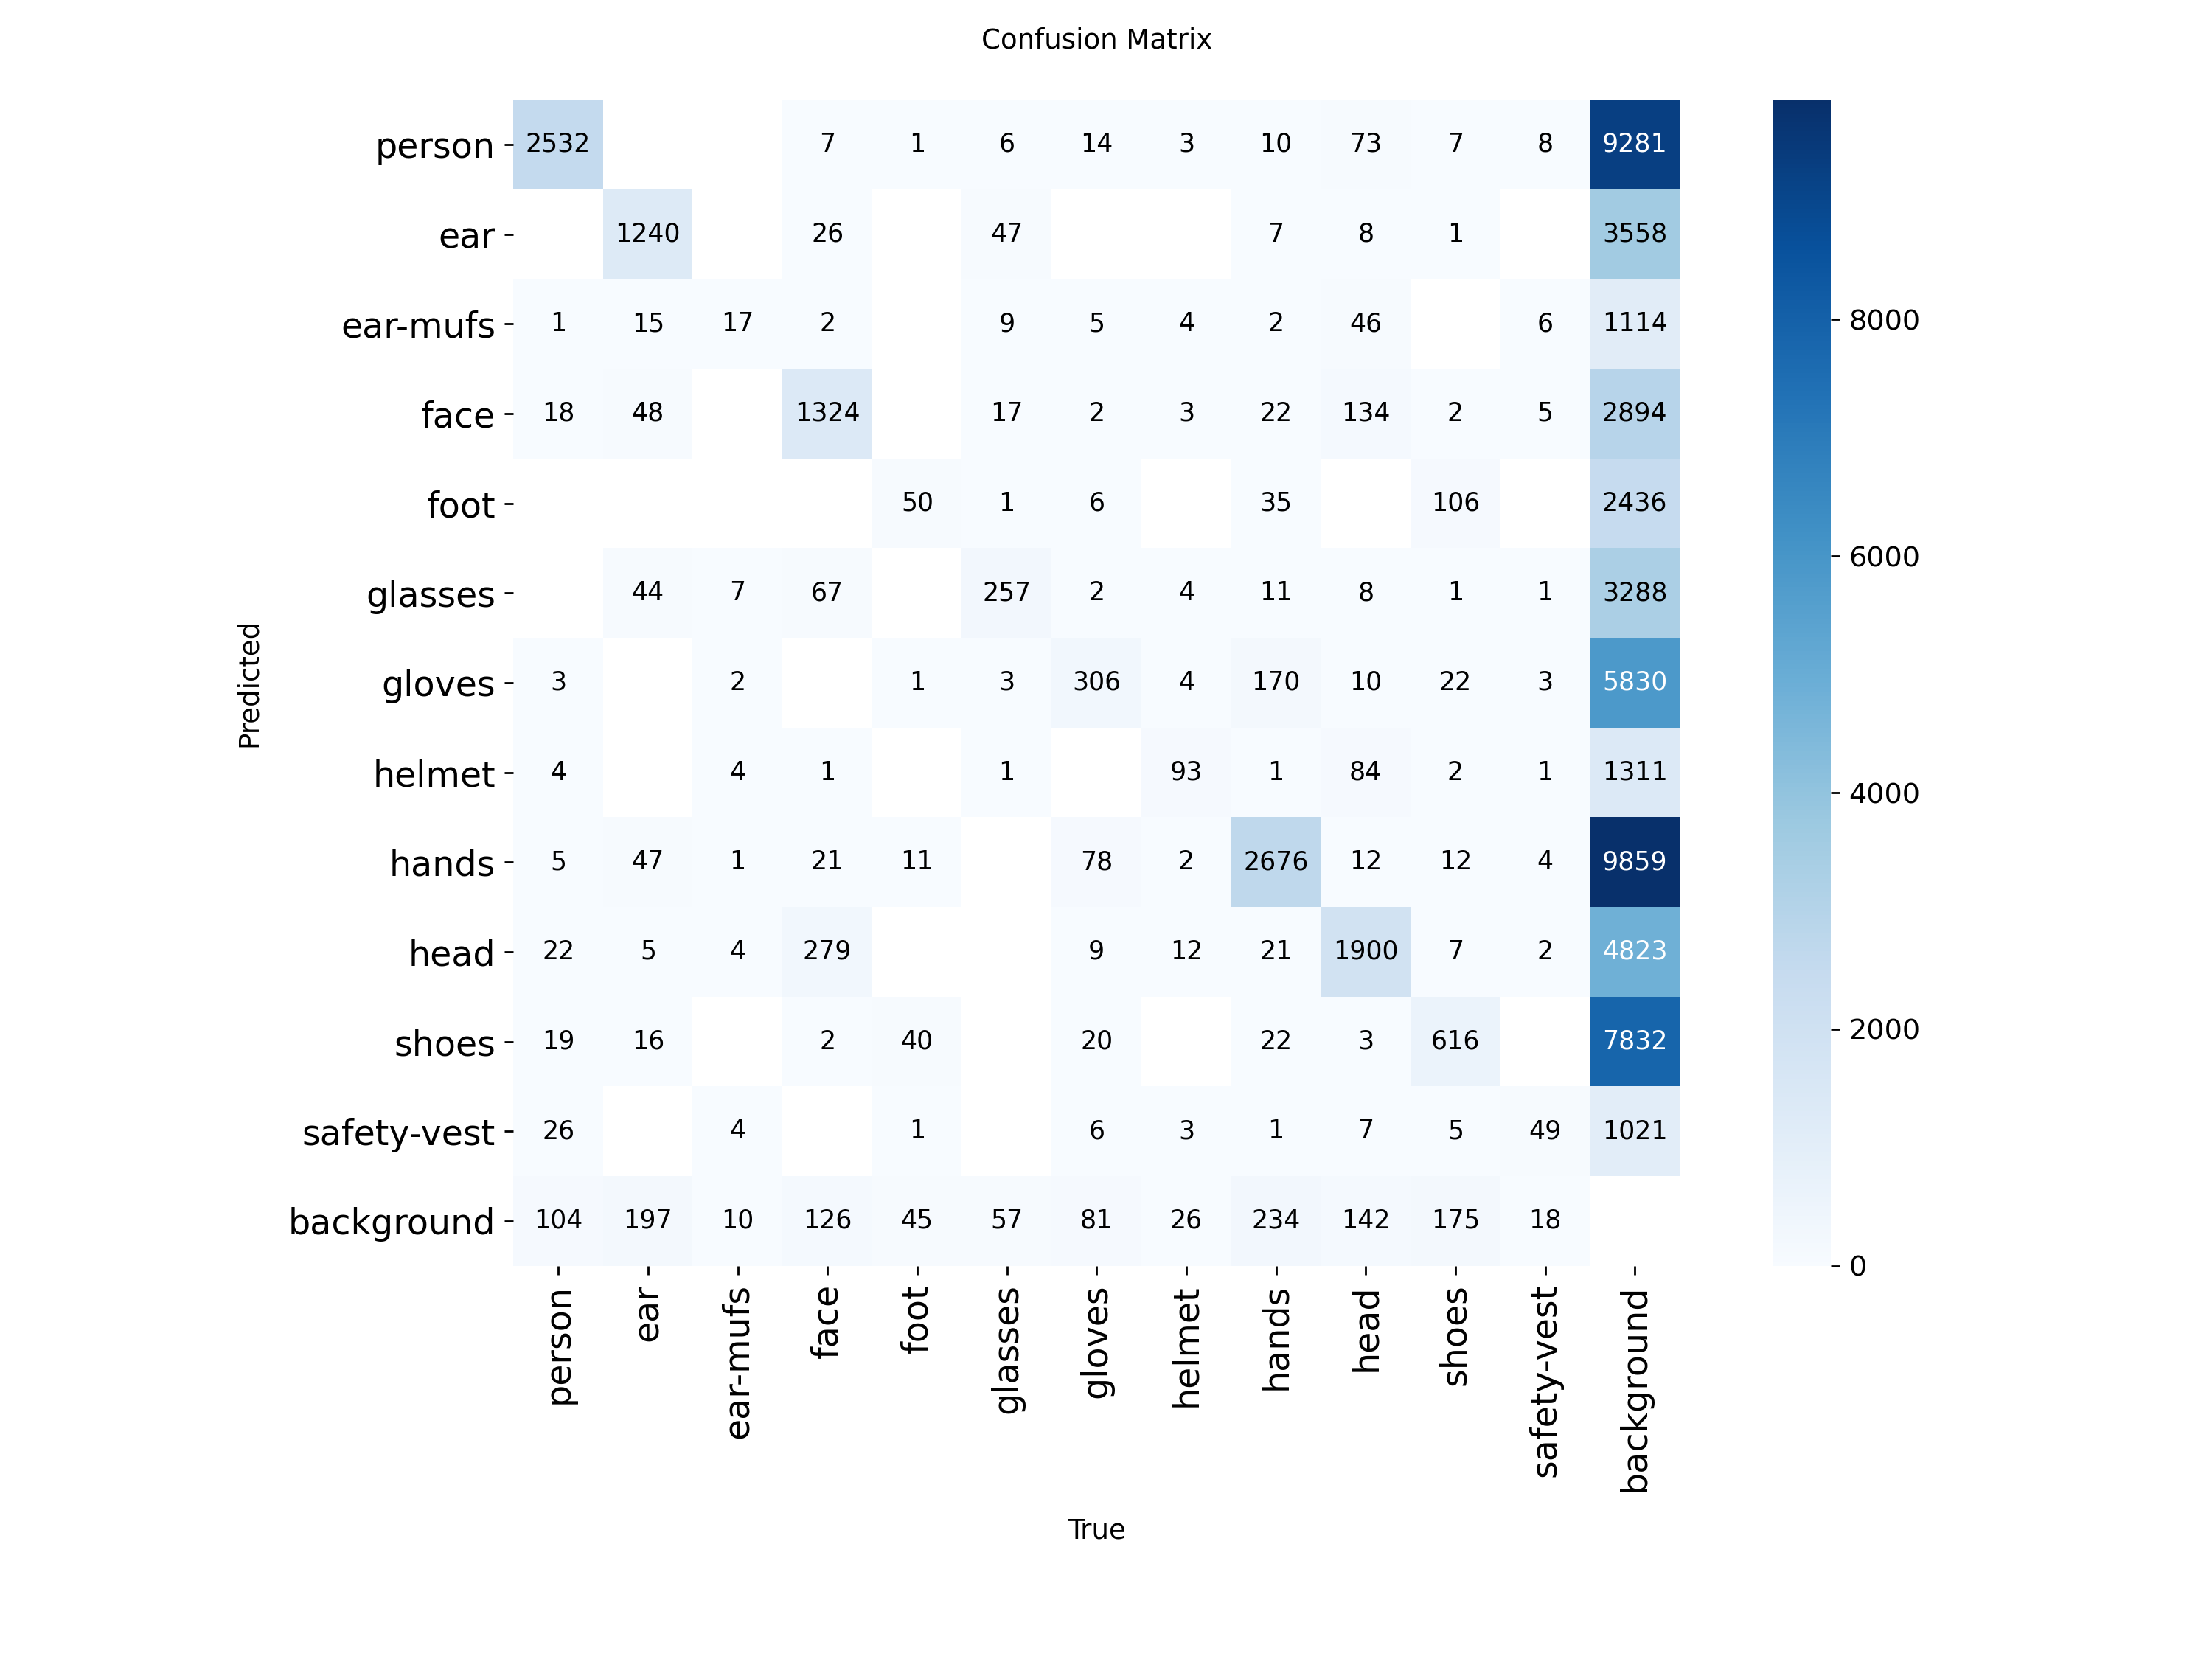 Confusion Matrix
person 2532 7 1 6 14 3 10 73 7 8 9281
ear 1240 26 47 7 8 1 3558
ear-mufs 1 15 17 2 9 5 4 2 46 6 1114
face 18 48 1324 17 2 3 22 134 2 5 2894
foot 50 1 6 35 106 2436
glasses 44 7 67 257 2 4 11 8 1 1 3288
gloves 3 2 1 3 306 4 170 10 22 3 5830
helmet 4 4 1 1 93 1 84 2 1 1311
hands 5 47 1 21 11 78 2 2676 12 12 4 9859
head 22 5 4 279 9 12 21 1900 7 2 4823
shoes 19 16 2 40 20 22 3 616 7832
safety-vest 26 4 1 6 3 1 7 5 49 1021
background 104 197 10 126 45 57 81 26 234 142 175 18
person ear ear-mufs face foot glasses gloves helmet hands head shoes safety-vest background
True
Predicted
8000
6000
4000
2000
0